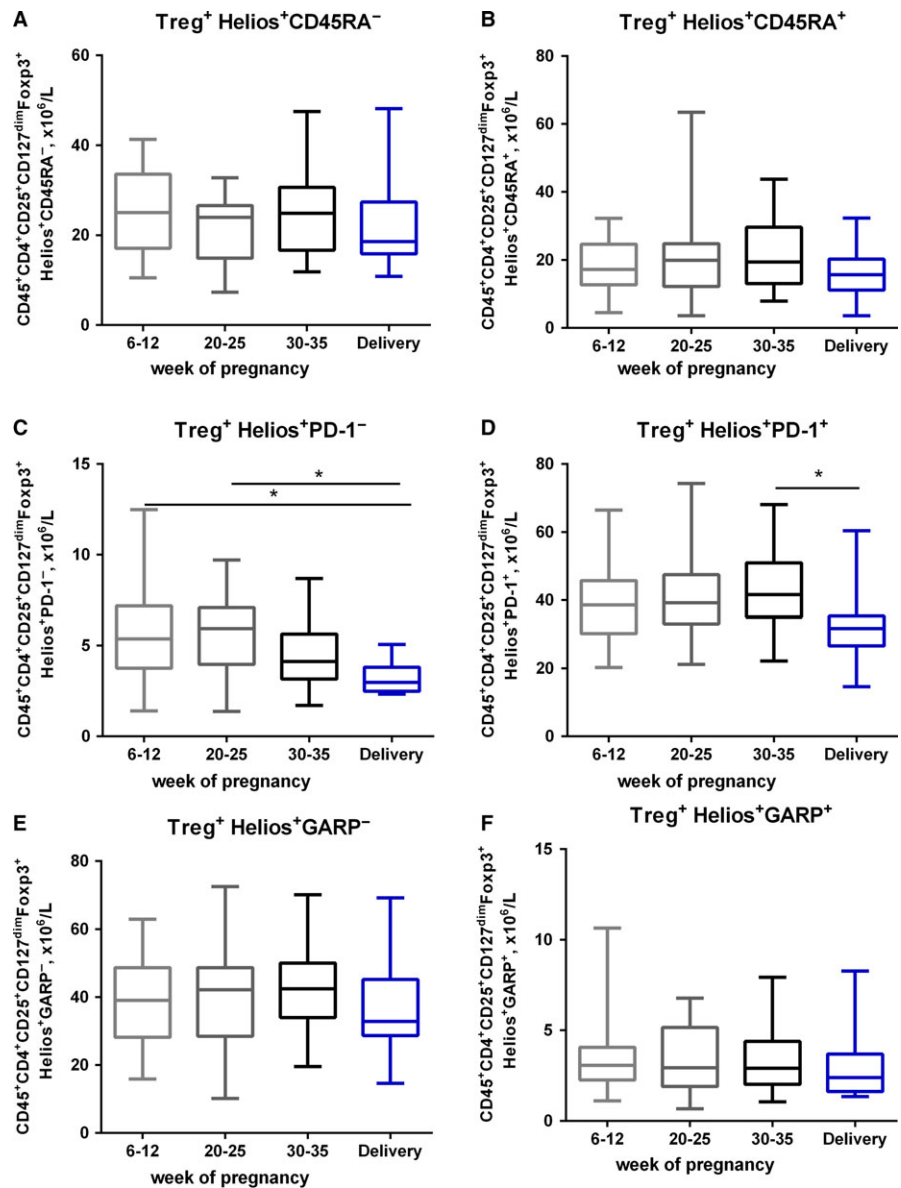 A
Treg⁺ Helios⁺CD45RA⁻
CD45⁺CD4⁺CD25⁺CD127ᵈⁱᵐFoxp3⁺
Helios⁺CD45RA⁻, x10⁶/L
60
40
20
0
6-12 20-25 30-35 Delivery
week of pregnancy
B
Treg⁺ Helios⁺CD45RA⁺
CD45⁺CD4⁺CD25⁺CD127ᵈⁱᵐFoxp3⁺
Helios⁺CD45RA⁺, x10⁶/L
80
60
40
20
0
6-12 20-25 30-35 Delivery
week of pregnancy
C
Treg⁺ Helios⁺PD-1⁻
CD45⁺CD4⁺CD25⁺CD127ᵈⁱᵐFoxp3⁺
Helios⁺PD-1⁻, x10⁶/L
15
10
5
0
*
*
6-12 20-25 30-35 Delivery
week of pregnancy
D
Treg⁺ Helios⁺PD-1⁺
CD45⁺CD4⁺CD25⁺CD127ᵈⁱᵐFoxp3⁺
Helios⁺PD-1⁺, x10⁶/L
80
60
40
20
0
*
6-12 20-25 30-35 Delivery
week of pregnancy
E
Treg⁺ Helios⁺GARP⁻
CD45⁺CD4⁺CD25⁺CD127ᵈⁱᵐFoxp3⁺
Helios⁺GARP⁻, x10⁶/L
80
60
40
20
0
6-12 20-25 30-35 Delivery
week of pregnancy
F
Treg⁺ Helios⁺GARP⁺
CD45⁺CD4⁺CD25⁺CD127ᵈⁱᵐFoxp3⁺
Helios⁺GARP⁺, x10⁶/L
15
10
5
0
6-12 20-25 30-35 Delivery
week of pregnancy